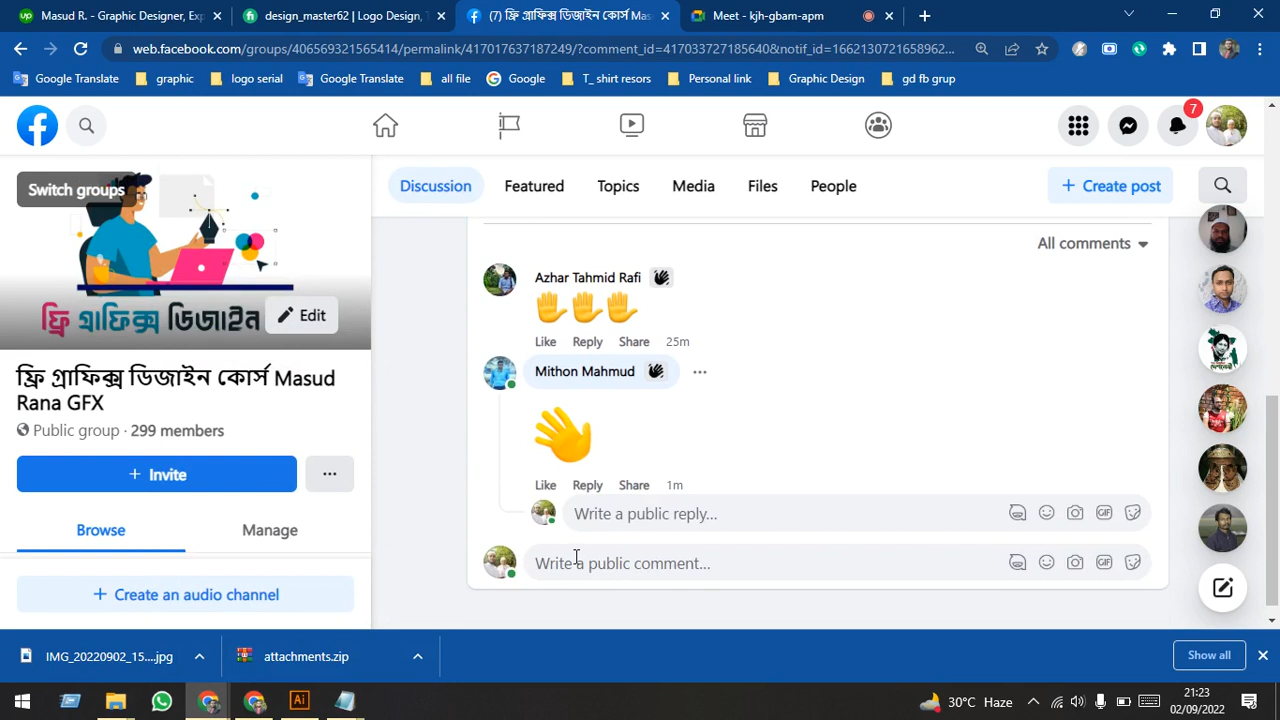 Masud R. - Graphic Designer, Exp
design_master62 | Logo Design, T
(7) ফ্রি গ্রাফিক্স ডিজাইন কোর্স Mas
Meet - kjh-gbam-apm
web.facebook.com/groups/406569321565414/permalink/417017637187249/?comment_id=417033727185640&notif_id=1662130721658962...
Google Translate
graphic
logo serial
Google Translate
all file
Google
T_ shirt resors
Personal link
Graphic Design
gd fb grup
7
Switch groups
ফ্রি গ্রাফিক্স ডিজাইন
Edit
ফ্রি গ্রাফিক্স ডিজাইন কোর্স Masud
Rana GFX
Public group · 299 members
+ Invite
Browse
Manage
+ Create an audio channel
Discussion
Featured
Topics
Media
Files
People
+ Create post
All comments
Azhar Tahmid Rafi
Like Reply Share 25m
Mithon Mahmud
Like Reply Share 1m
Write a public reply...
GIF
Write a public comment...
GIF
IMG_20220902_15....jpg
attachments.zip
Show all
Ai
30°C Haze
21:23
02/09/2022